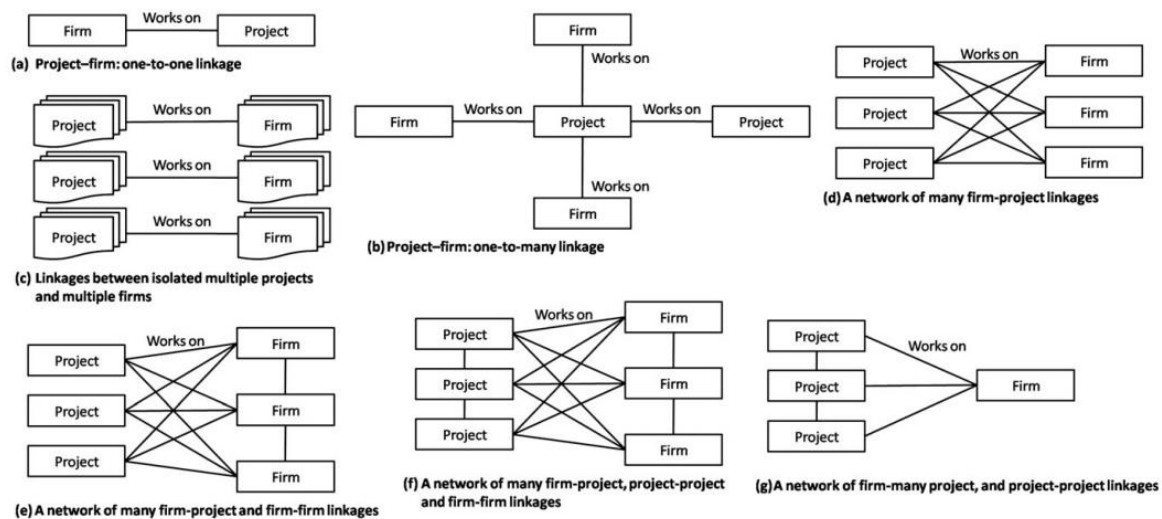 Firm
Works on
Project
(a) Project–firm: one-to-one linkage
Project
Works on
Firm
Project
Works on
Firm
Project
Works on
Firm
(c) Linkages between isolated multiple projects
and multiple firms
Firm
Works on
Firm
Works on
Project
Works on
Project
Works on
Firm
(b) Project–firm: one-to-many linkage
Project
Works on
Firm
Project
Firm
Project
Firm
(d) A network of many firm-project linkages
Project
Works on
Firm
Project
Firm
Project
Firm
(e) A network of many firm-project and firm-firm linkages
Project
Works on
Firm
Project
Firm
Project
Firm
(f) A network of many firm-project, project-project
and firm-firm linkages
Project
Works on
Project
Firm
Project
(g) A network of firm-many project, and project-project linkages